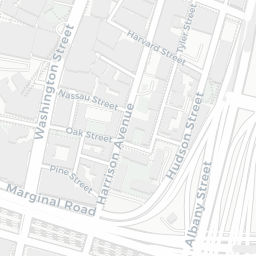 Tyler Street
Harvard Street
Washington Street
Nassau Street
Harrison Avenue
Hudson Street
Oak Street
Pine Street
Albany Street
Marginal Road